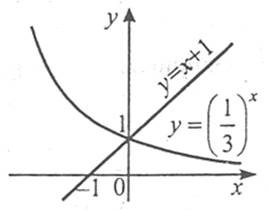 y
y=x+1
1
y = (1/3)^x
-1 0
x